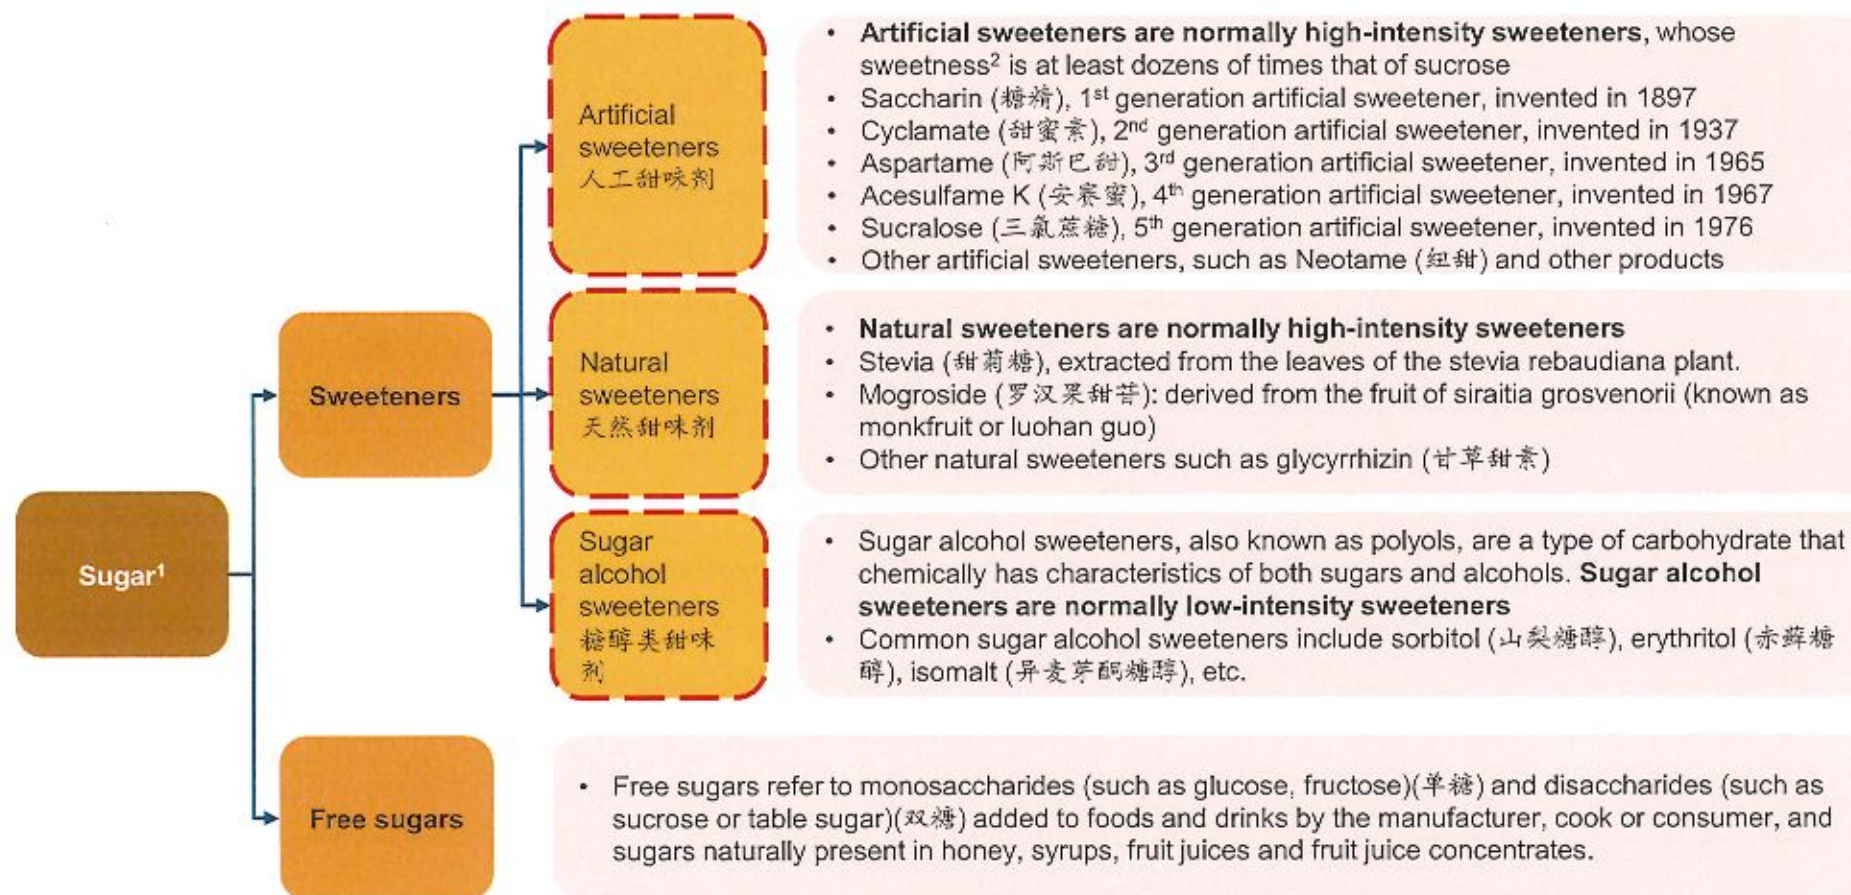 Artificial
sweeteners
人工甜味剂
• Artificial sweeteners are normally high-intensity sweeteners, whose
sweetness² is at least dozens of times that of sucrose
• Saccharin (糖精), 1st generation artificial sweetener, invented in 1897
• Cyclamate (甜蜜素), 2nd generation artificial sweetener, invented in 1937
• Aspartame (阿斯巴甜), 3rd generation artificial sweetener, invented in 1965
• Acesulfame K (安赛蜜), 4th generation artificial sweetener, invented in 1967
• Sucralose (三氯蔗糖), 5th generation artificial sweetener, invented in 1976
• Other artificial sweeteners, such as Neotame (纽甜) and other products
Sweeteners
Natural
sweeteners
天然甜味剂
• Natural sweeteners are normally high-intensity sweeteners
• Stevia (甜菊糖), extracted from the leaves of the stevia rebaudiana plant.
• Mogroside (罗汉果甜苷): derived from the fruit of siraitia grosvenorii (known as
monkfruit or luohan guo)
• Other natural sweeteners such as glycyrrhizin (甘草甜素)
Sugar¹
Sugar
alcohol
sweeteners
糖醇类甜味
剂
• Sugar alcohol sweeteners, also known as polyols, are a type of carbohydrate that
chemically has characteristics of both sugars and alcohols. Sugar alcohol
sweeteners are normally low-intensity sweeteners
• Common sugar alcohol sweeteners include sorbitol (山梨糖醇), erythritol (赤藓糖
醇), isomalt (异麦芽酮糖醇), etc.
Free sugars
• Free sugars refer to monosaccharides (such as glucose, fructose)(单糖) and disaccharides (such as
sucrose or table sugar)(双糖) added to foods and drinks by the manufacturer, cook or consumer, and
sugars naturally present in honey, syrups, fruit juices and fruit juice concentrates.